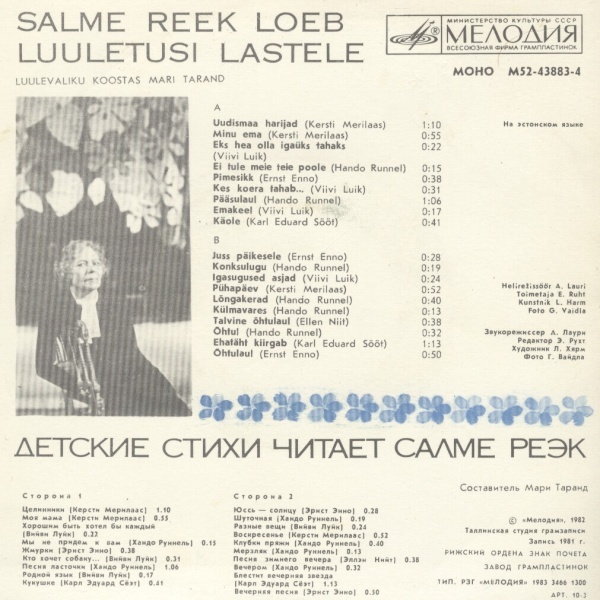 SALME REEK LOEB
LUULETUSI LASTELE
LUULEVALIKU KOOSTAS MARI TARAND
МИНИСТЕРСТВО КУЛЬТУРЫ СССР
МЕЛОДИЯ
ВСЕСОЮЗНАЯ ФИРМА ГРАМПЛАСТИНОК
МОНО М52-43883-4
На эстонском языке
A
Uudismaa harijad (Kersti Merilaas) 1:10
Minu ema (Kersti Merilaas) 0:55
Eks hea olla igaüks tahaks 0:22
(Viivi Luik)
Ei tule meie teie poole (Hando Runnel) 0:15
Pimesikk (Ernst Enno) 0:38
Kes koera tahab... (Viivi Luik) 0:31
Pääsulaul (Hando Runnel) 1:06
Emakeel (Viivi Luik) 0:17
Käole (Karl Eduard Sööt) 0:41
B
Juss päikesele (Ernst Enno) 0:28
Konksulugu (Hando Runnel) 0:19
Igasugused asjad (Viivi Luik) 0:24
Pühapäev (Kersti Merilaas) 0:52
Lõngakerad (Hando Runnel) 0:40
Külmavares (Hando Runnel) 0:13
Talvine õhtulaul (Ellen Niit) 0:38
Õhtul (Hando Runnel) 0:32
Ehatäht kiirgab (Karl Eduard Sööt) 1:13
Õhtulaul (Ernst Enno) 0:50
Helirežissöör A. Lauri
Toimetaja E. Ruht
Kunstnik L. Harm
Foto G. Vaidla
Звукорежиссер А. Лаури
Редактор Э. Рухт
Художник Л. Хярм
Фото Г. Вайдла
ДЕТСКИЕ СТИХИ ЧИТАЕТ САЛМЕ РЕЭК
Составитель Мари Таранд
Сторона 1
Целинники (Керсти Мерилаас) 1.10
Моя мама (Керсти Мерилаас) 0.55
Хорошим быть хотел бы каждый
(Вийви Луйк) 0.22
Мы не придем к вам (Хандо Руннель) 0.15
Жмурки (Эрнст Энно) 0.38
Кто хочет собаку... (Вийви Луйк) 0.31
Песня ласточки (Хандо Руннель) 1.06
Родной язык (Вийви Луйк) 0.17
Кукушке (Карл Эдуард Сёэт) 0.41
Сторона 2
Юссь — солнцу (Эрнст Энно) 0.28
Шуточная (Хандо Руннель) 0.19
Разные вещи (Вийви Луйк) 0.24
Воскресенье (Керсти Мерилаас) 0.52
Клубки пряжи (Хандо Руннель) 0.40
Мерзляк (Хандо Руннель) 0.13
Песня зимнего вечера (Эллэн Нийт) 0.38
Вечером (Хандо Руннель) 0.32
Блестит вечерняя звезда
(Карл Эдуард Сёэт) 1.13
Вечерняя песня (Эрнст Энно) 0.50
© «Мелодия», 1982
Таллинская студия грамзаписи
Запись 1981 г.
РИЖСКИЙ ОРДЕНА ЗНАК ПОЧЕТА
ЗАВОД ГРАМПЛАСТИНОК
ТИП. РЗГ «МЕЛОДИЯ» 1983 3466 1300
АРТ. 10-2